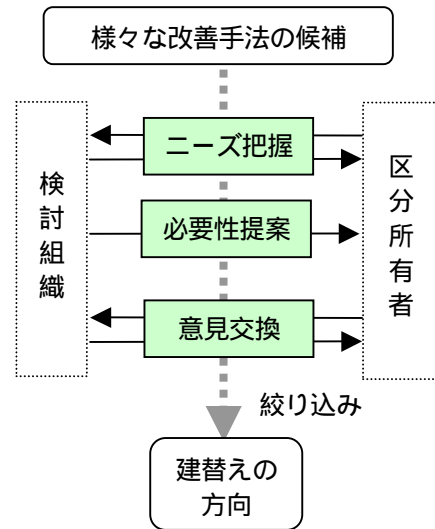 様々な改善手法の候補
検討組織
ニーズ把握
必要性提案
意見交換
区分所有者
絞り込み
建替えの
方向